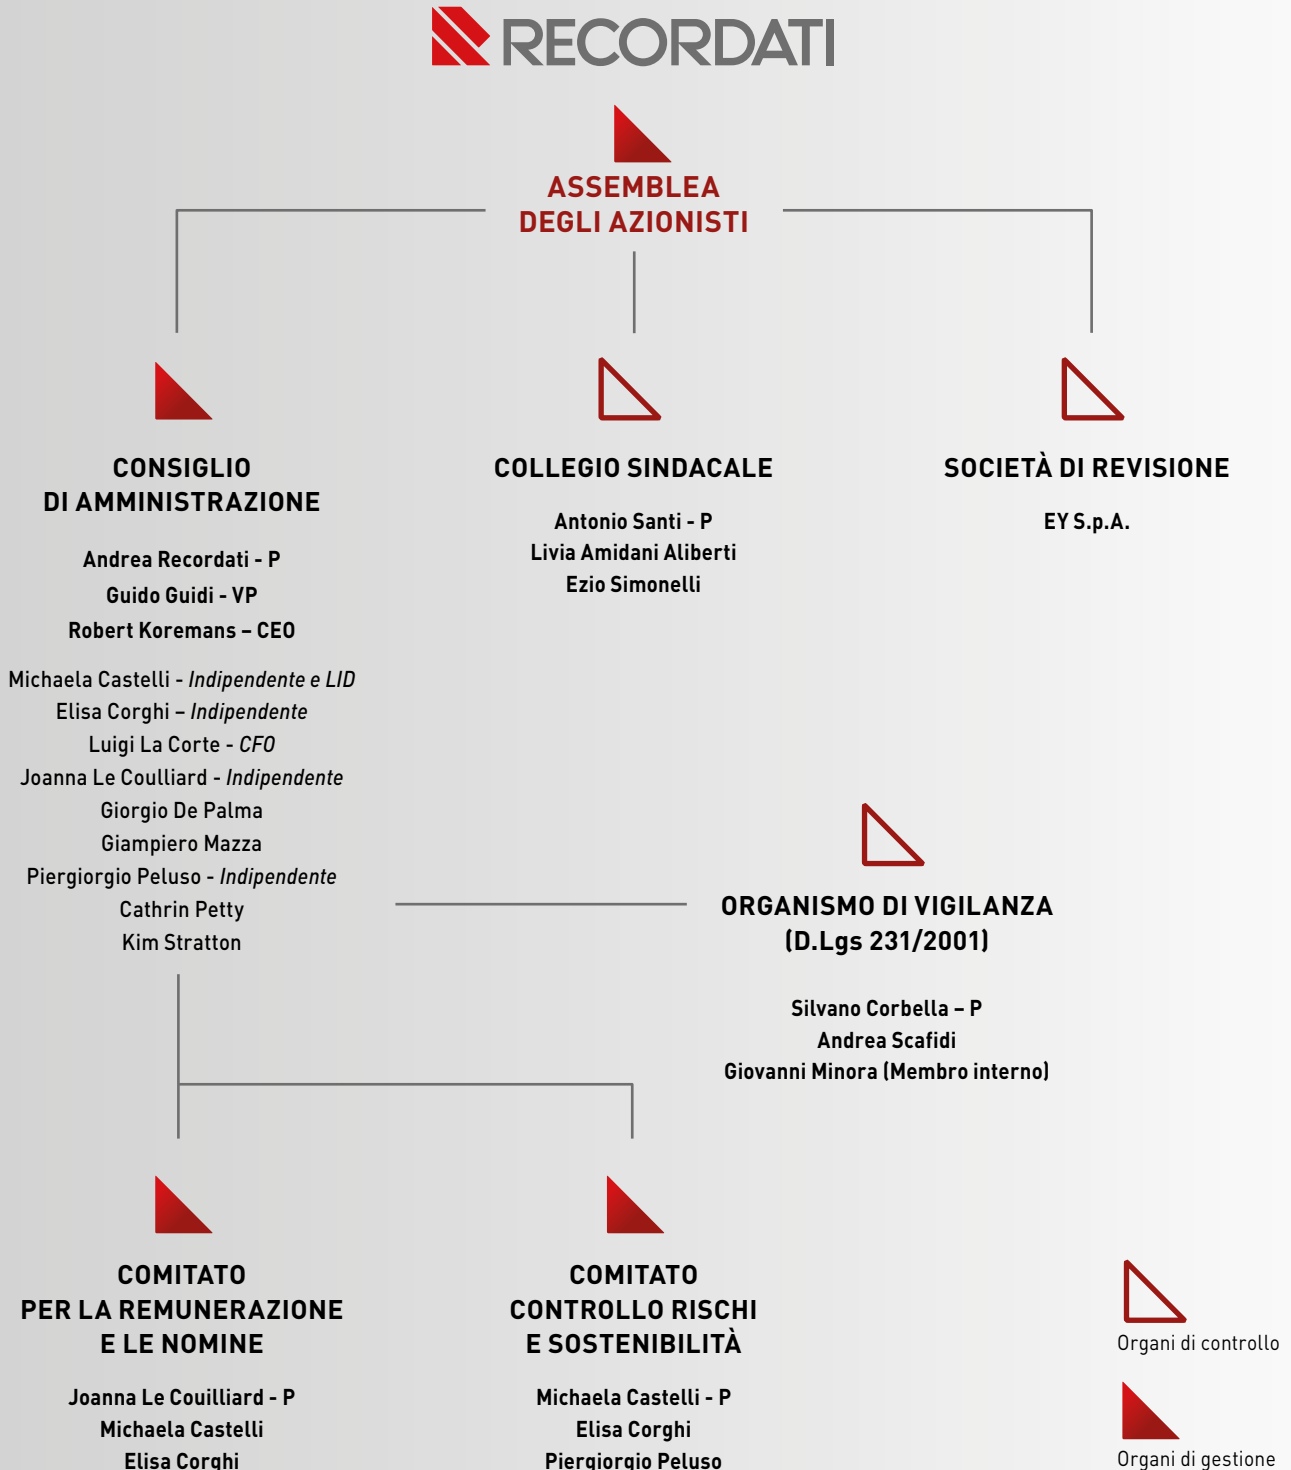 RECORDATI
ASSEMBLEA
DEGLI AZIONISTI
CONSIGLIO
DI AMMINISTRAZIONE
Andrea Recordati - P
Guido Guidi - VP
Robert Koremans – CEO
Michaela Castelli - Indipendente e LID
Elisa Corghi – Indipendente
Luigi La Corte - CFO
Joanna Le Coulliard - Indipendente
Giorgio De Palma
Giampiero Mazza
Piergiorgio Peluso - Indipendente
Cathrin Petty
Kim Stratton
COLLEGIO SINDACALE
Antonio Santi - P
Livia Amidani Aliberti
Ezio Simonelli
SOCIETÀ DI REVISIONE
EY S.p.A.
ORGANISMO DI VIGILANZA
(D.Lgs 231/2001)
Silvano Corbella – P
Andrea Scafidi
Giovanni Minora (Membro interno)
COMITATO
PER LA REMUNERAZIONE
E LE NOMINE
Joanna Le Couilliard - P
Michaela Castelli
Elisa Corghi
COMITATO
CONTROLLO RISCHI
E SOSTENIBILITÀ
Michaela Castelli - P
Elisa Corghi
Piergiorgio Peluso
Organi di controllo
Organi di gestione